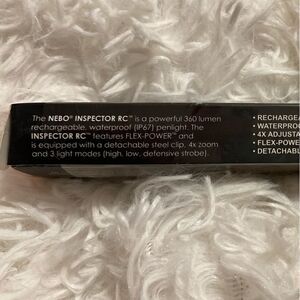 The NEBO® INSPECTOR RC™ is a powerful 360 lumen
rechargeable, waterproof (IP67) penlight. The
INSPECTOR RC™ features FLEX-POWER™ and
is equipped with a detachable steel clip, 4x zoom
and 3 light modes (high, low, defensive strobe).
• RECHARGEA
• WATERPROO
• 4X ADJUSTA
• FLEX-POWE
• DETACHABL